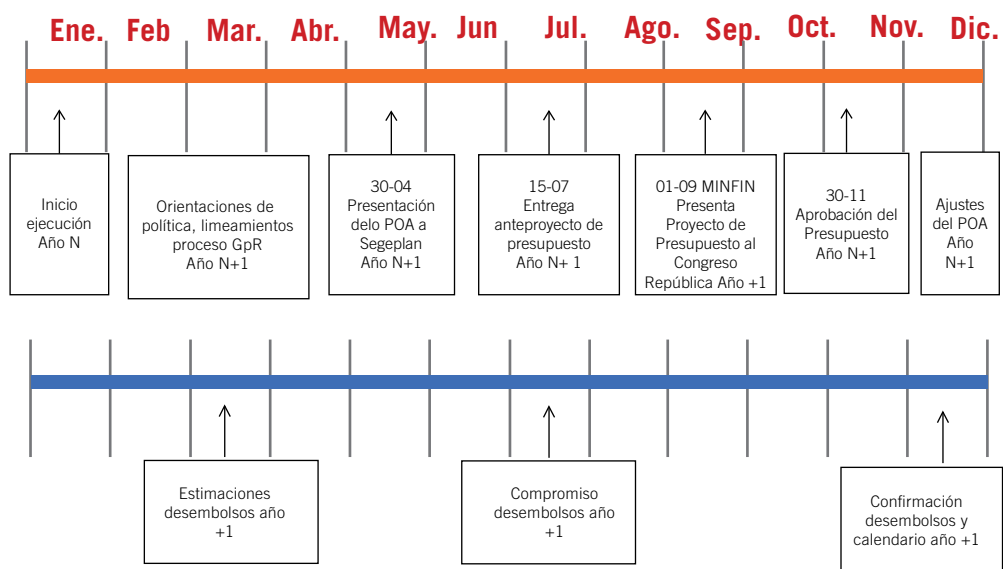 Ene. Feb Mar. Abr. May. Jun Jul. Ago. Sep. Oct. Nov. Dic.
Inicio
ejecución
Año N
Orientaciones de
política, limeamientos
proceso GpR
Año N+1
30-04
Presentación
delo POA a
Segeplan
Año N+1
15-07
Entrega
anteproyecto de
presupuesto
Año N+ 1
01-09 MINFIN
Presenta
Proyecto de
Presupuesto al
Congreso
República Año +1
30-11
Aprobación del
Presupuesto
Año N+1
Ajustes
del POA
Año
N+1
Estimaciones
desembolsos año
+1
Compromiso
desembolsos año
+1
Confirmación
desembolsos y
calendario año +1